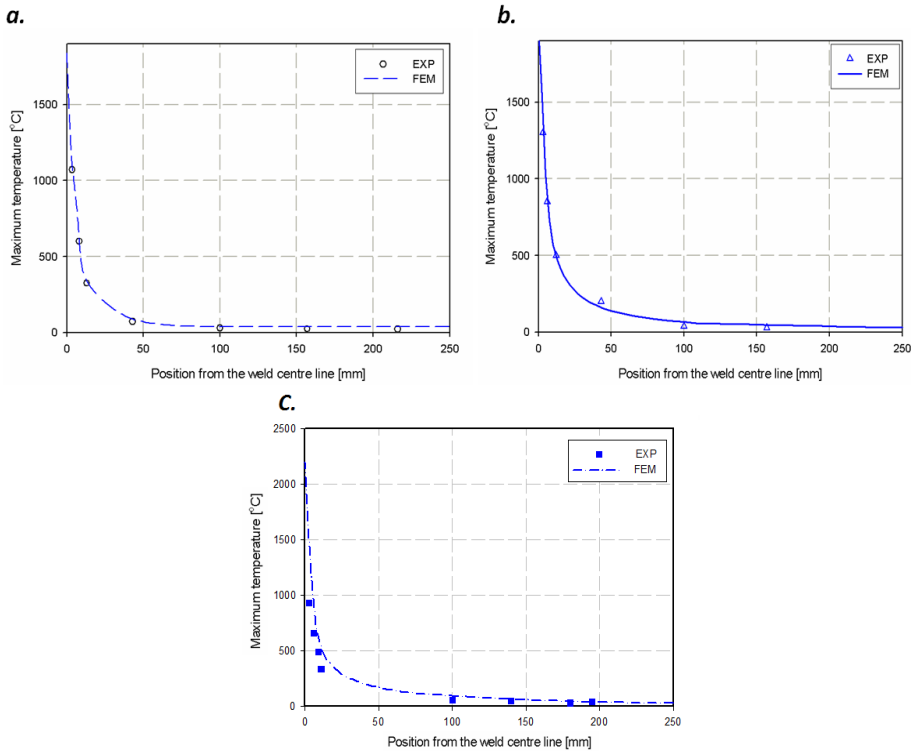 a.
EXP
FEM
1500
1000
500
0
0 50 100 150 200 250
Maximum temperature [°C]
Position from the weld centre line [mm]
b.
EXP
FEM
1500
1000
500
0
0 50 100 150 200 250
Maximum temperature [°C]
Position from the weld centre line [mm]
C.
EXP
FEM
2500
2000
1500
1000
500
0
0 50 100 150 200 250
Maximum temperature [°C]
Position from the weld centre line [mm]